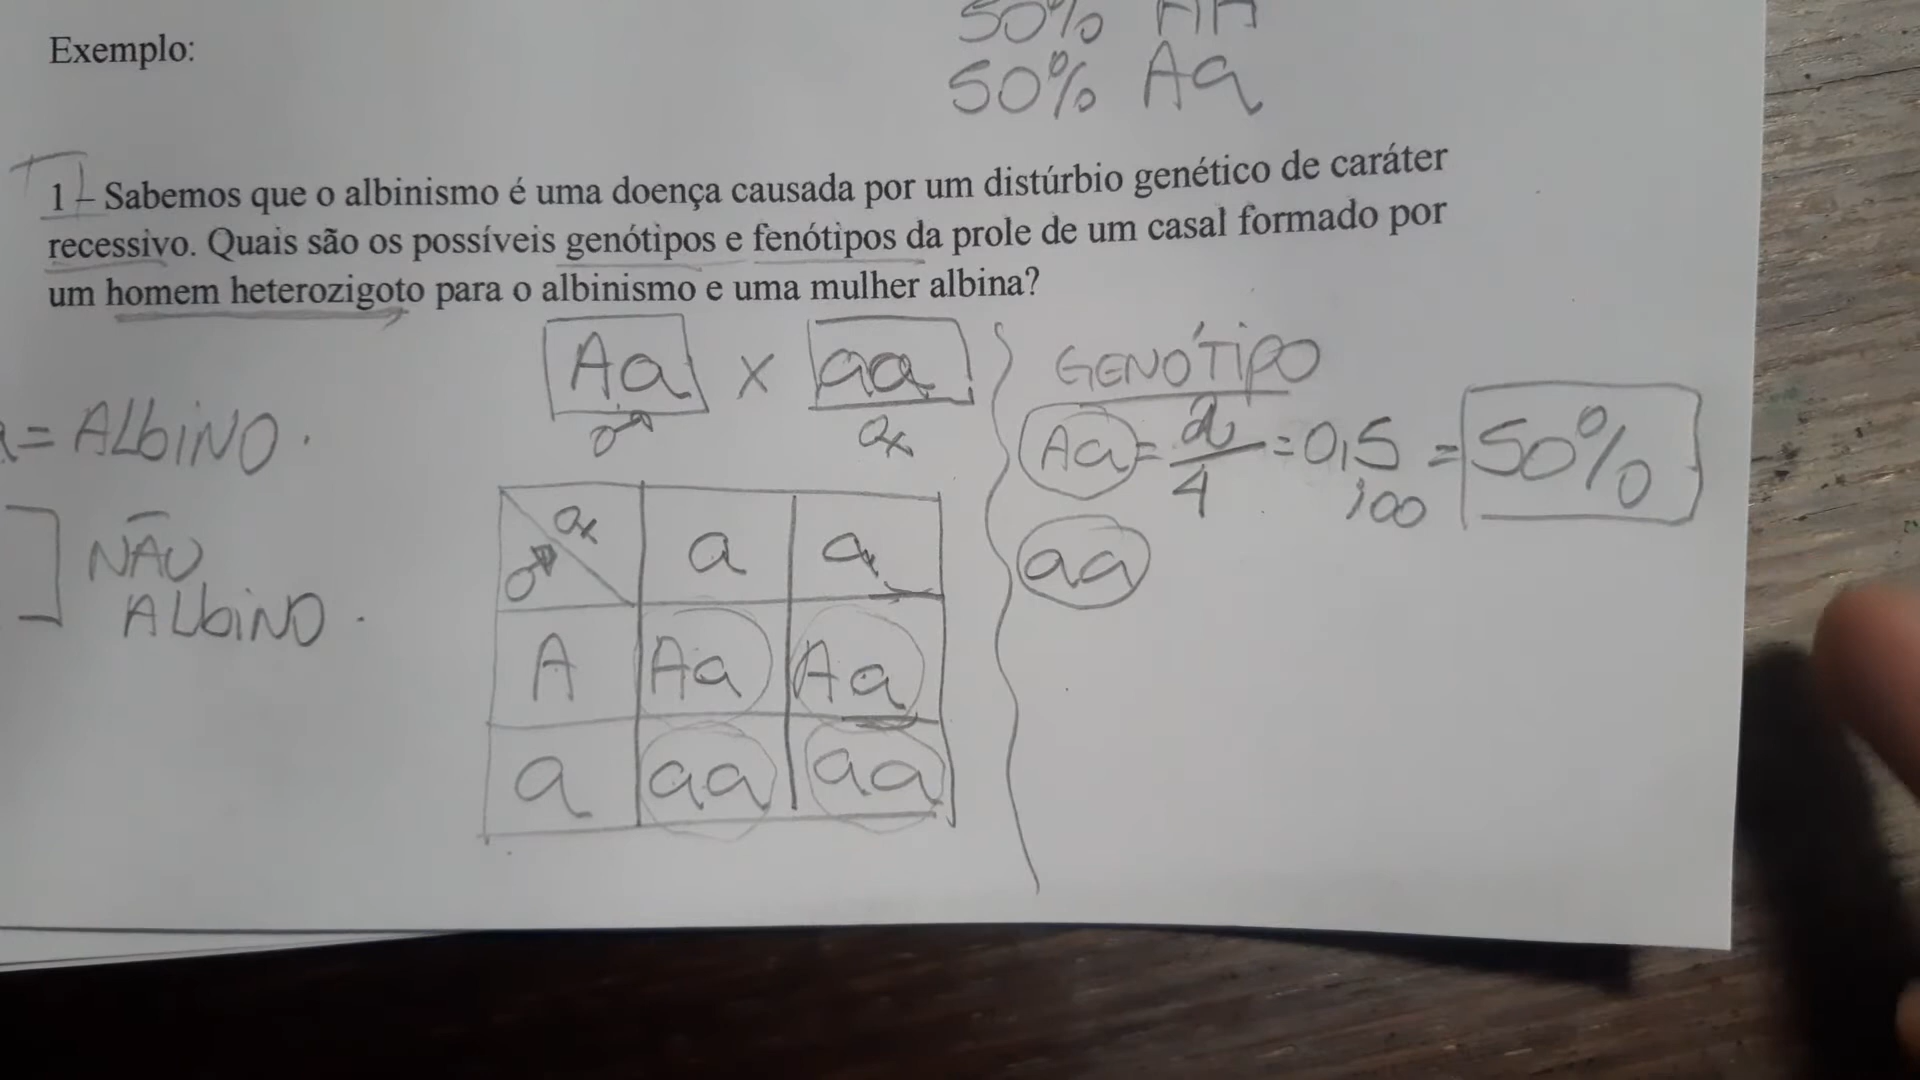 Exemplo:
50% AA
50% Aa
1 – Sabemos que o albinismo é uma doença causada por um distúrbio genético de caráter
recessivo. Quais são os possíveis genótipos e fenótipos da prole de um casal formado por
um homem heterozigoto para o albinismo e uma mulher albina?
Aa x aa
♂ ♀
= ALbiNO.
] NÃO
ALbiNO.
♂ ♀ a a
A Aa Aa
a aa aa
GENÓTIPO
Aa = 2/4 = 0,5 = 50%
100
aa